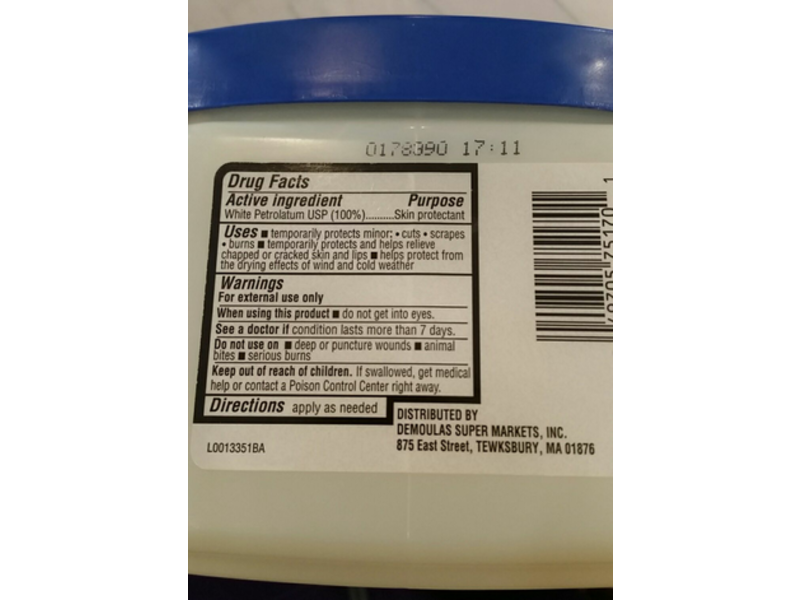 0178390 17:11
Drug Facts
Active ingredient Purpose
White Petrolatum USP (100%)..........Skin protectant
Uses ■ temporarily protects minor: • cuts • scrapes
• burns ■ temporarily protects and helps relieve
chapped or cracked skin and lips ■ helps protect from
the drying effects of wind and cold weather
Warnings
For external use only
When using this product ■ do not get into eyes.
See a doctor if condition lasts more than 7 days.
Do not use on ■ deep or puncture wounds ■ animal
bites ■ serious burns
Keep out of reach of children. If swallowed, get medical
help or contact a Poison Control Center right away.
Directions apply as needed
L0013351BA
DISTRIBUTED BY
DEMOULAS SUPER MARKETS, INC.
875 East Street, TEWKSBURY, MA 01876
1